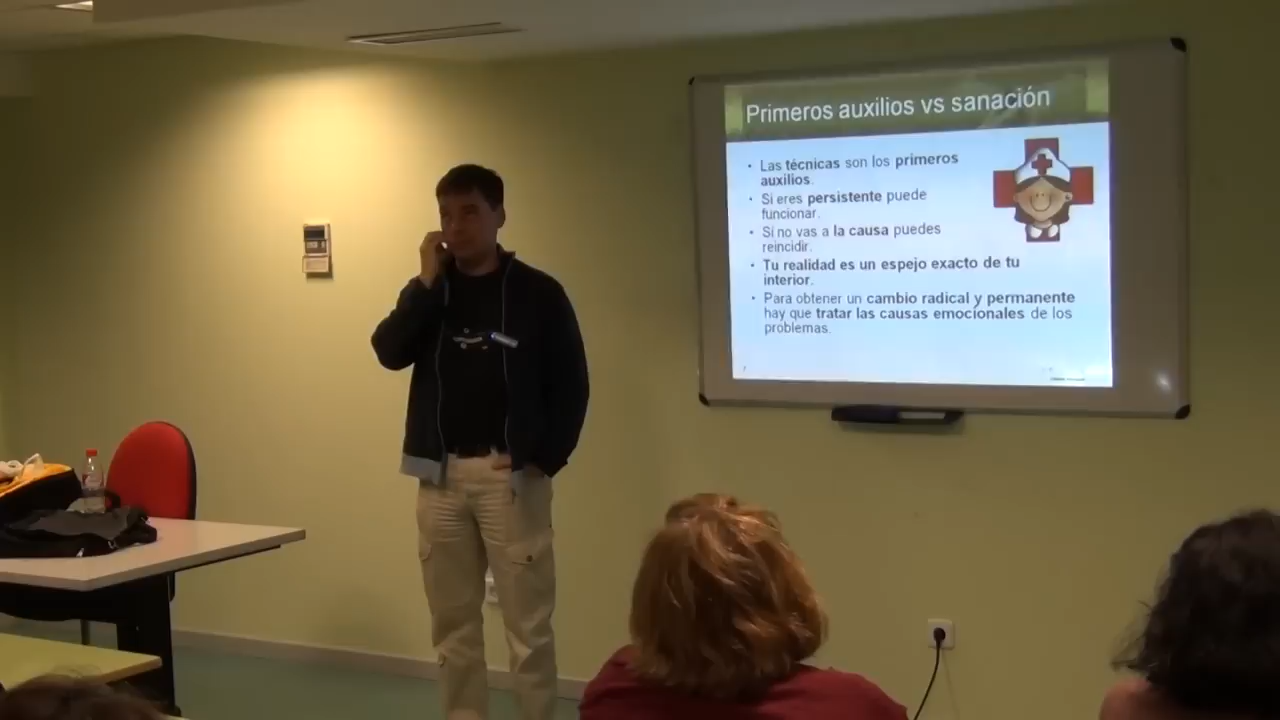 Primeros auxilios vs sanación
• Las técnicas son los primeros
auxilios.
• Si eres persistente puede
funcionar.
• Si no vas a la causa puedes
reincidir.
• Tu realidad es un espejo exacto de tu
interior.
• Para obtener un cambio radical y permanente
hay que tratar las causas emocionales de los
problemas.